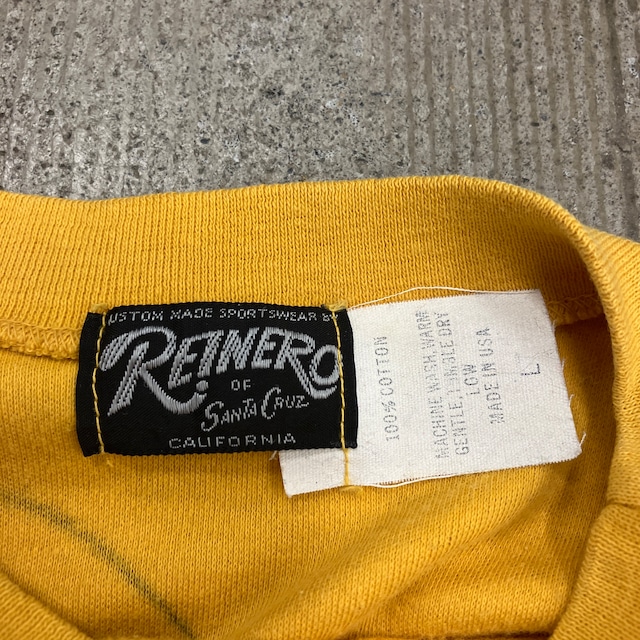 CUSTOM MADE SPORTSWEAR BY
REINERO
OF
SANTA CRUZ
CALIFORNIA
100% COTTON
MACHINE WASH, WARM
GENTLE, TUMBLE DRY
LOW
MADE IN USA
L